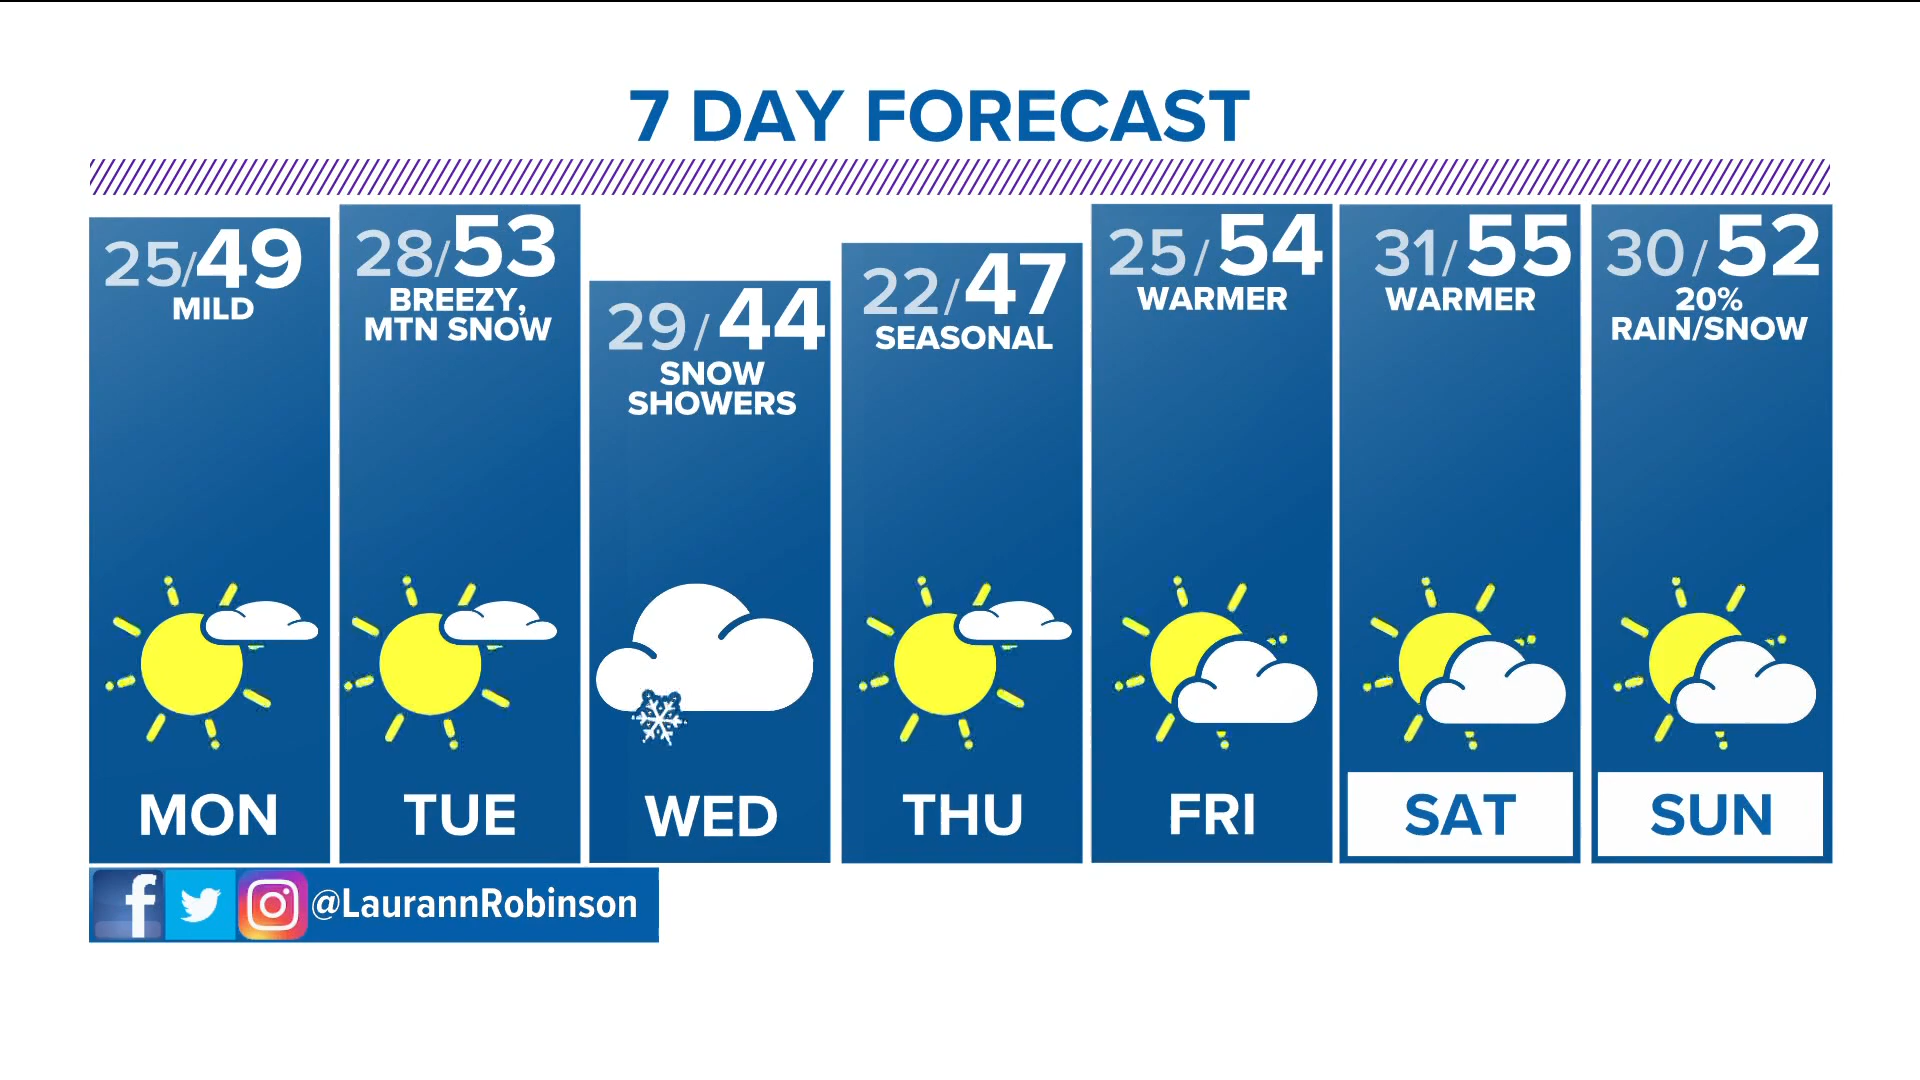 7 DAY FORECAST
25/49
MILD
MON
28/53
BREEZY,
MTN SNOW
TUE
29/44
SNOW
SHOWERS
WED
22/47
SEASONAL
THU
25/54
WARMER
FRI
31/55
WARMER
SAT
30/52
20%
RAIN/SNOW
SUN
f @LaurannRobinson